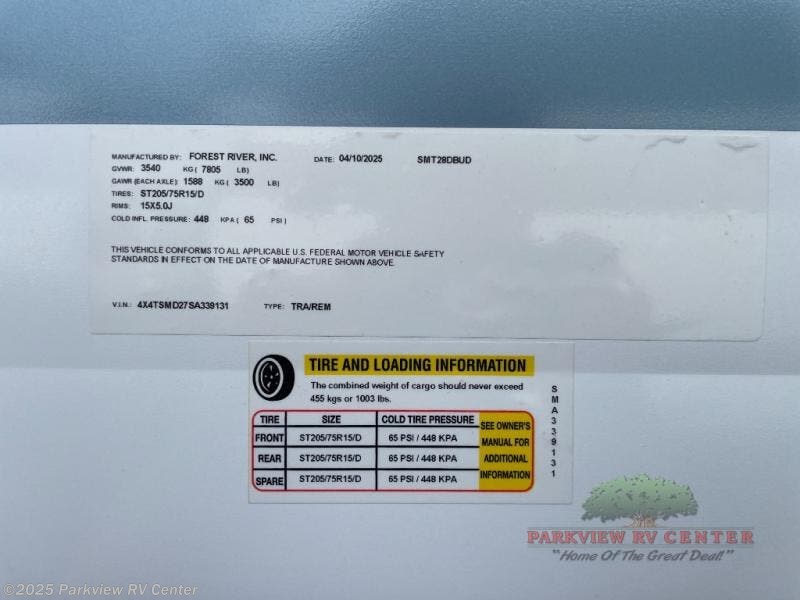 MANUFACTURED BY: FOREST RIVER, INC. DATE: 04/10/2025 SMT28DBUD
GVWR: 3540 KG ( 7805 LB)
GAWR (EACH AXLE): 1588 KG ( 3500 LB)
TIRES: ST205/75R15/D
RIMS: 15X5.0J
COLD INFL. PRESSURE: 448 KPA ( 65 PSI )
THIS VEHICLE CONFORMS TO ALL APPLICABLE U.S. FEDERAL MOTOR VEHICLE SAFETY
STANDARDS IN EFFECT ON THE DATE OF MANUFACTURE SHOWN ABOVE.
V.I.N.: 4X4TSMD27SA339131 TYPE: TRA/REM
TIRE AND LOADING INFORMATION
The combined weight of cargo should never exceed
455 kgs or 1003 lbs.
TIRE SIZE COLD TIRE PRESSURE
FRONT ST205/75R15/D 65 PSI / 448 KPA
REAR ST205/75R15/D 65 PSI / 448 KPA
SPARE ST205/75R15/D 65 PSI / 448 KPA
SEE OWNER'S
MANUAL FOR
ADDITIONAL
INFORMATION
SMA339131
PARKVIEW RV CENTER
"Home Of The Great Deal!"
©2025 Parkview RV Center